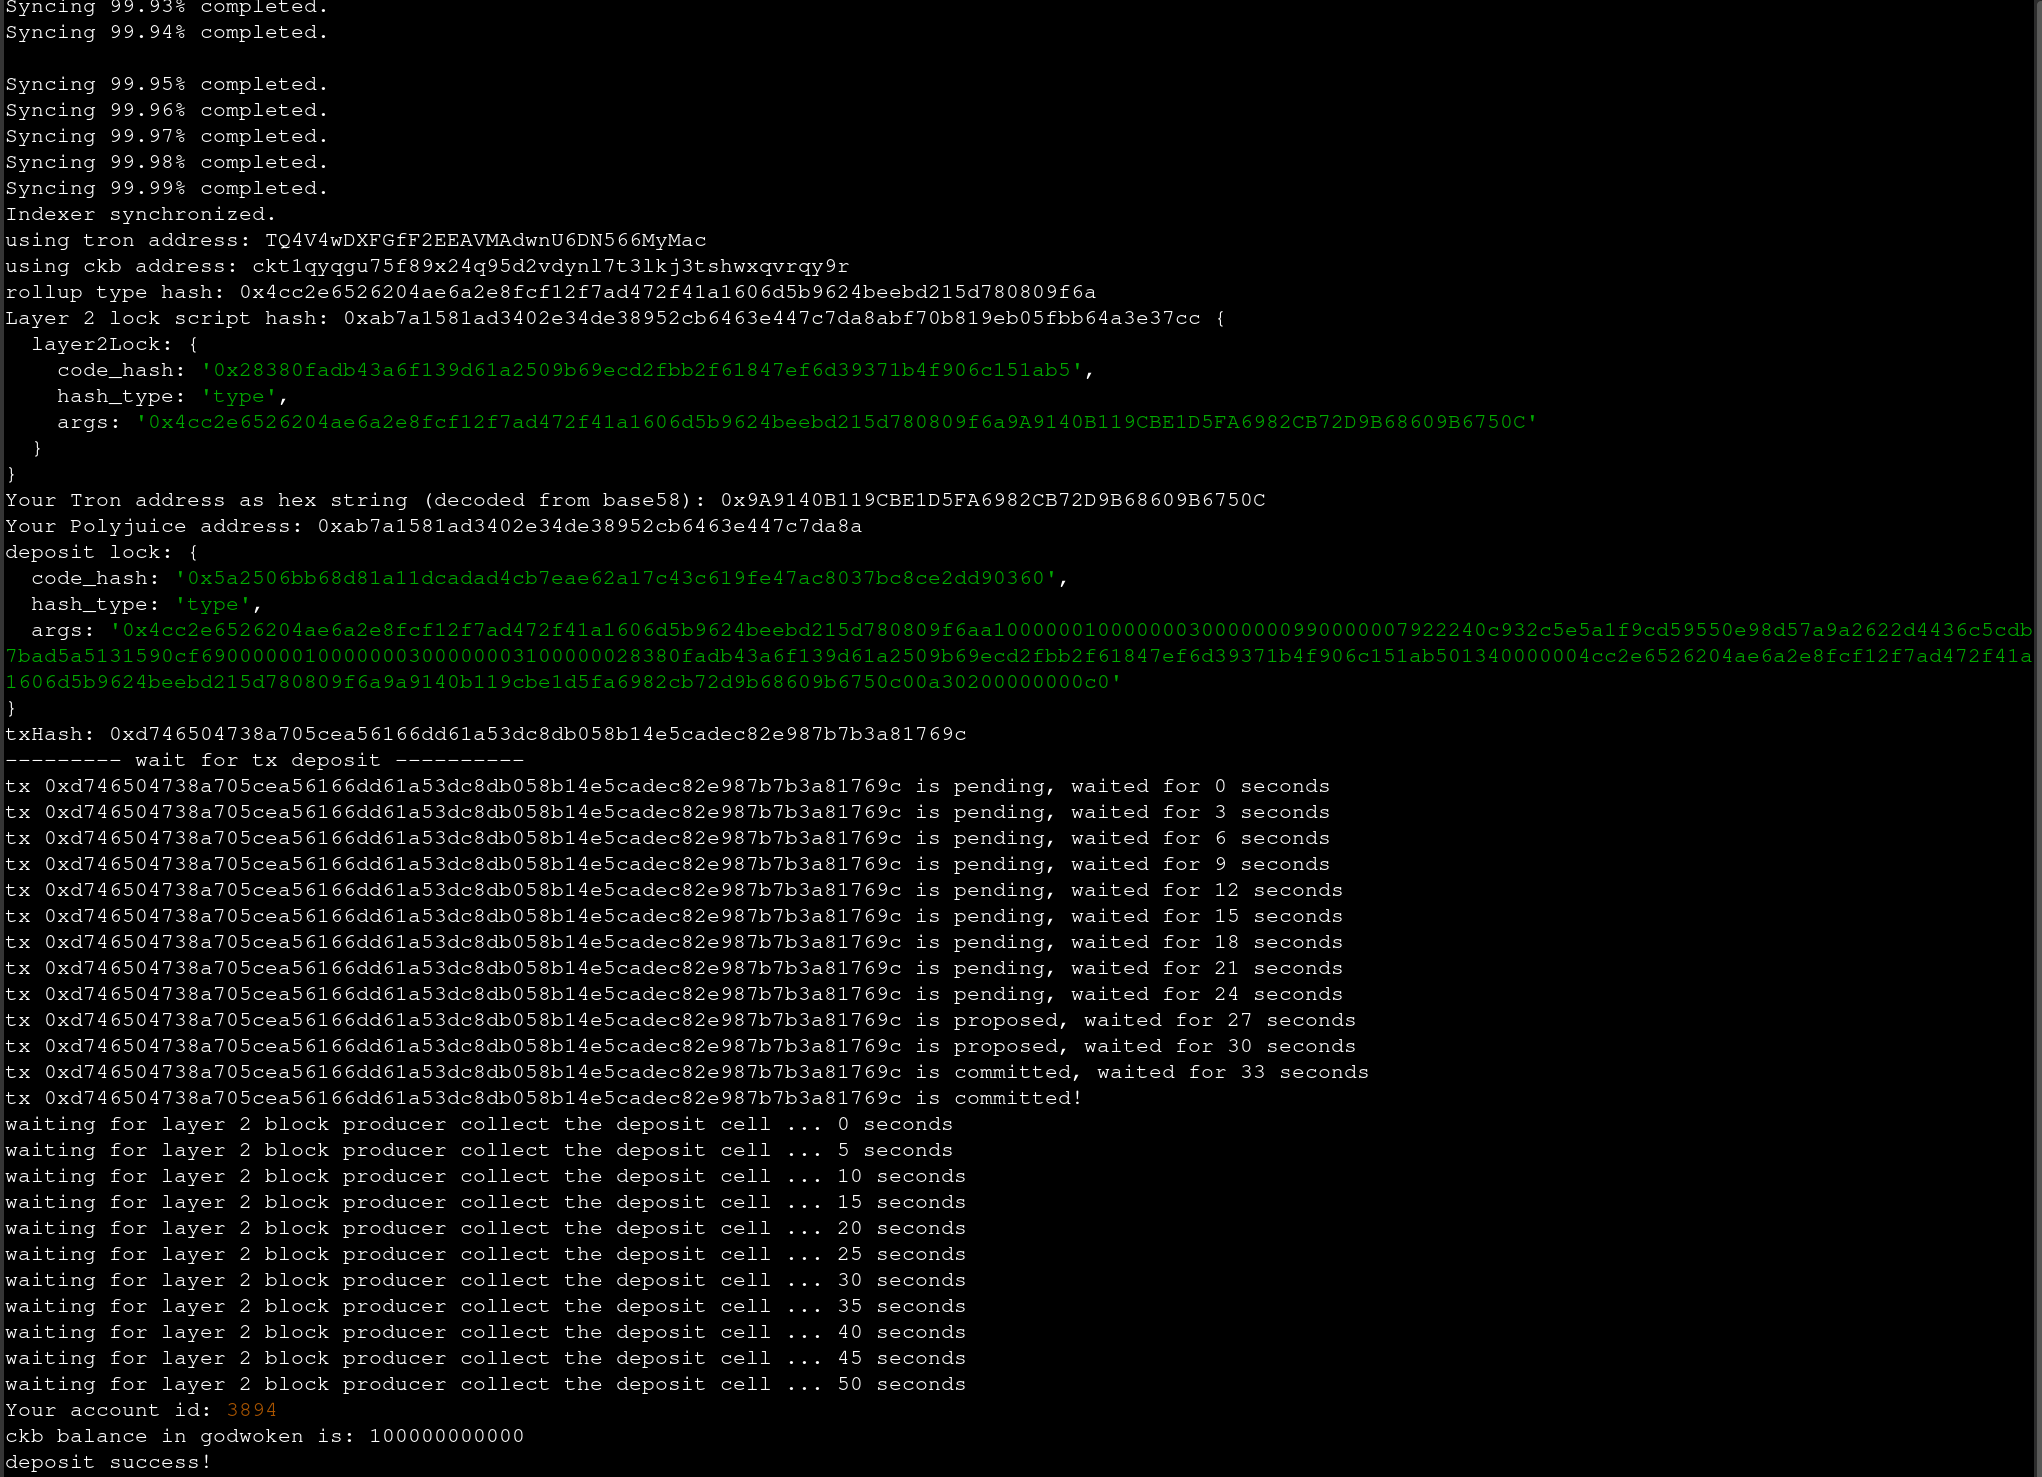 Syncing 99.93% completed.
Syncing 99.94% completed.
Syncing 99.95% completed.
Syncing 99.96% completed.
Syncing 99.97% completed.
Syncing 99.98% completed.
Syncing 99.99% completed.
Indexer synchronized.
using tron address: TQ4V4wDXFGfF2EEAVMAdwnU6DN566MyMac
using ckb address: ckt1qyqgu75f89x24q95d2vdynl7t3lkj3tshwxqvrqy9r
rollup type hash: 0x4cc2e6526204ae6a2e8fcf12f7ad472f41a1606d5b9624beebd215d780809f6a
Layer 2 lock script hash: 0xab7a1581ad3402e34de38952cb6463e447c7da8abf70b819eb05fbb64a3e37cc {
  layer2Lock: {
    code_hash: '0x28380fadb43a6f139d61a2509b69ecd2fbb2f61847ef6d39371b4f906c151ab5',
    hash_type: 'type',
    args: '0x4cc2e6526204ae6a2e8fcf12f7ad472f41a1606d5b9624beebd215d780809f6a9A9140B119CBE1D5FA6982CB72D9B68609B6750C'
  }
}
Your Tron address as hex string (decoded from base58): 0x9A9140B119CBE1D5FA6982CB72D9B68609B6750C
Your Polyjuice address: 0xab7a1581ad3402e34de38952cb6463e447c7da8a
deposit lock: {
  code_hash: '0x5a2506bb68d81a11dcadad4cb7eae62a17c43c619fe47ac8037bc8ce2dd90360',
  hash_type: 'type',
  args: '0x4cc2e6526204ae6a2e8fcf12f7ad472f41a1606d5b9624beebd215d780809f6aa10000001000000030000000990000007922240c932c5e5a1f9cd59550e98d57a9a2622d4436c5cdb
7bad5a5131590cf690000000100000003000000031000000028380fadb43a6f139d61a2509b69ecd2fbb2f61847ef6d39371b4f906c151ab501340000004cc2e6526204ae6a2e8fcf12f7ad472f41a
1606d5b9624beebd215d780809f6a9a9140b119cbe1d5fa6982cb72d9b68609b6750c00a30200000000c0'
}
txHash: 0xd746504738a705cea56166dd61a53dc8db058b14e5cadec82e987b7b3a81769c
--------- wait for tx deposit ----------
tx 0xd746504738a705cea56166dd61a53dc8db058b14e5cadec82e987b7b3a81769c is pending, waited for 0 seconds
tx 0xd746504738a705cea56166dd61a53dc8db058b14e5cadec82e987b7b3a81769c is pending, waited for 3 seconds
tx 0xd746504738a705cea56166dd61a53dc8db058b14e5cadec82e987b7b3a81769c is pending, waited for 6 seconds
tx 0xd746504738a705cea56166dd61a53dc8db058b14e5cadec82e987b7b3a81769c is pending, waited for 9 seconds
tx 0xd746504738a705cea56166dd61a53dc8db058b14e5cadec82e987b7b3a81769c is pending, waited for 12 seconds
tx 0xd746504738a705cea56166dd61a53dc8db058b14e5cadec82e987b7b3a81769c is pending, waited for 15 seconds
tx 0xd746504738a705cea56166dd61a53dc8db058b14e5cadec82e987b7b3a81769c is pending, waited for 18 seconds
tx 0xd746504738a705cea56166dd61a53dc8db058b14e5cadec82e987b7b3a81769c is pending, waited for 21 seconds
tx 0xd746504738a705cea56166dd61a53dc8db058b14e5cadec82e987b7b3a81769c is pending, waited for 24 seconds
tx 0xd746504738a705cea56166dd61a53dc8db058b14e5cadec82e987b7b3a81769c is proposed, waited for 27 seconds
tx 0xd746504738a705cea56166dd61a53dc8db058b14e5cadec82e987b7b3a81769c is proposed, waited for 30 seconds
tx 0xd746504738a705cea56166dd61a53dc8db058b14e5cadec82e987b7b3a81769c is committed, waited for 33 seconds
tx 0xd746504738a705cea56166dd61a53dc8db058b14e5cadec82e987b7b3a81769c is committed!
waiting for layer 2 block producer collect the deposit cell ... 0 seconds
waiting for layer 2 block producer collect the deposit cell ... 5 seconds
waiting for layer 2 block producer collect the deposit cell ... 10 seconds
waiting for layer 2 block producer collect the deposit cell ... 15 seconds
waiting for layer 2 block producer collect the deposit cell ... 20 seconds
waiting for layer 2 block producer collect the deposit cell ... 25 seconds
waiting for layer 2 block producer collect the deposit cell ... 30 seconds
waiting for layer 2 block producer collect the deposit cell ... 35 seconds
waiting for layer 2 block producer collect the deposit cell ... 40 seconds
waiting for layer 2 block producer collect the deposit cell ... 45 seconds
waiting for layer 2 block producer collect the deposit cell ... 50 seconds
Your account id: 3894
ckb balance in godwoken is: 100000000000
deposit success!